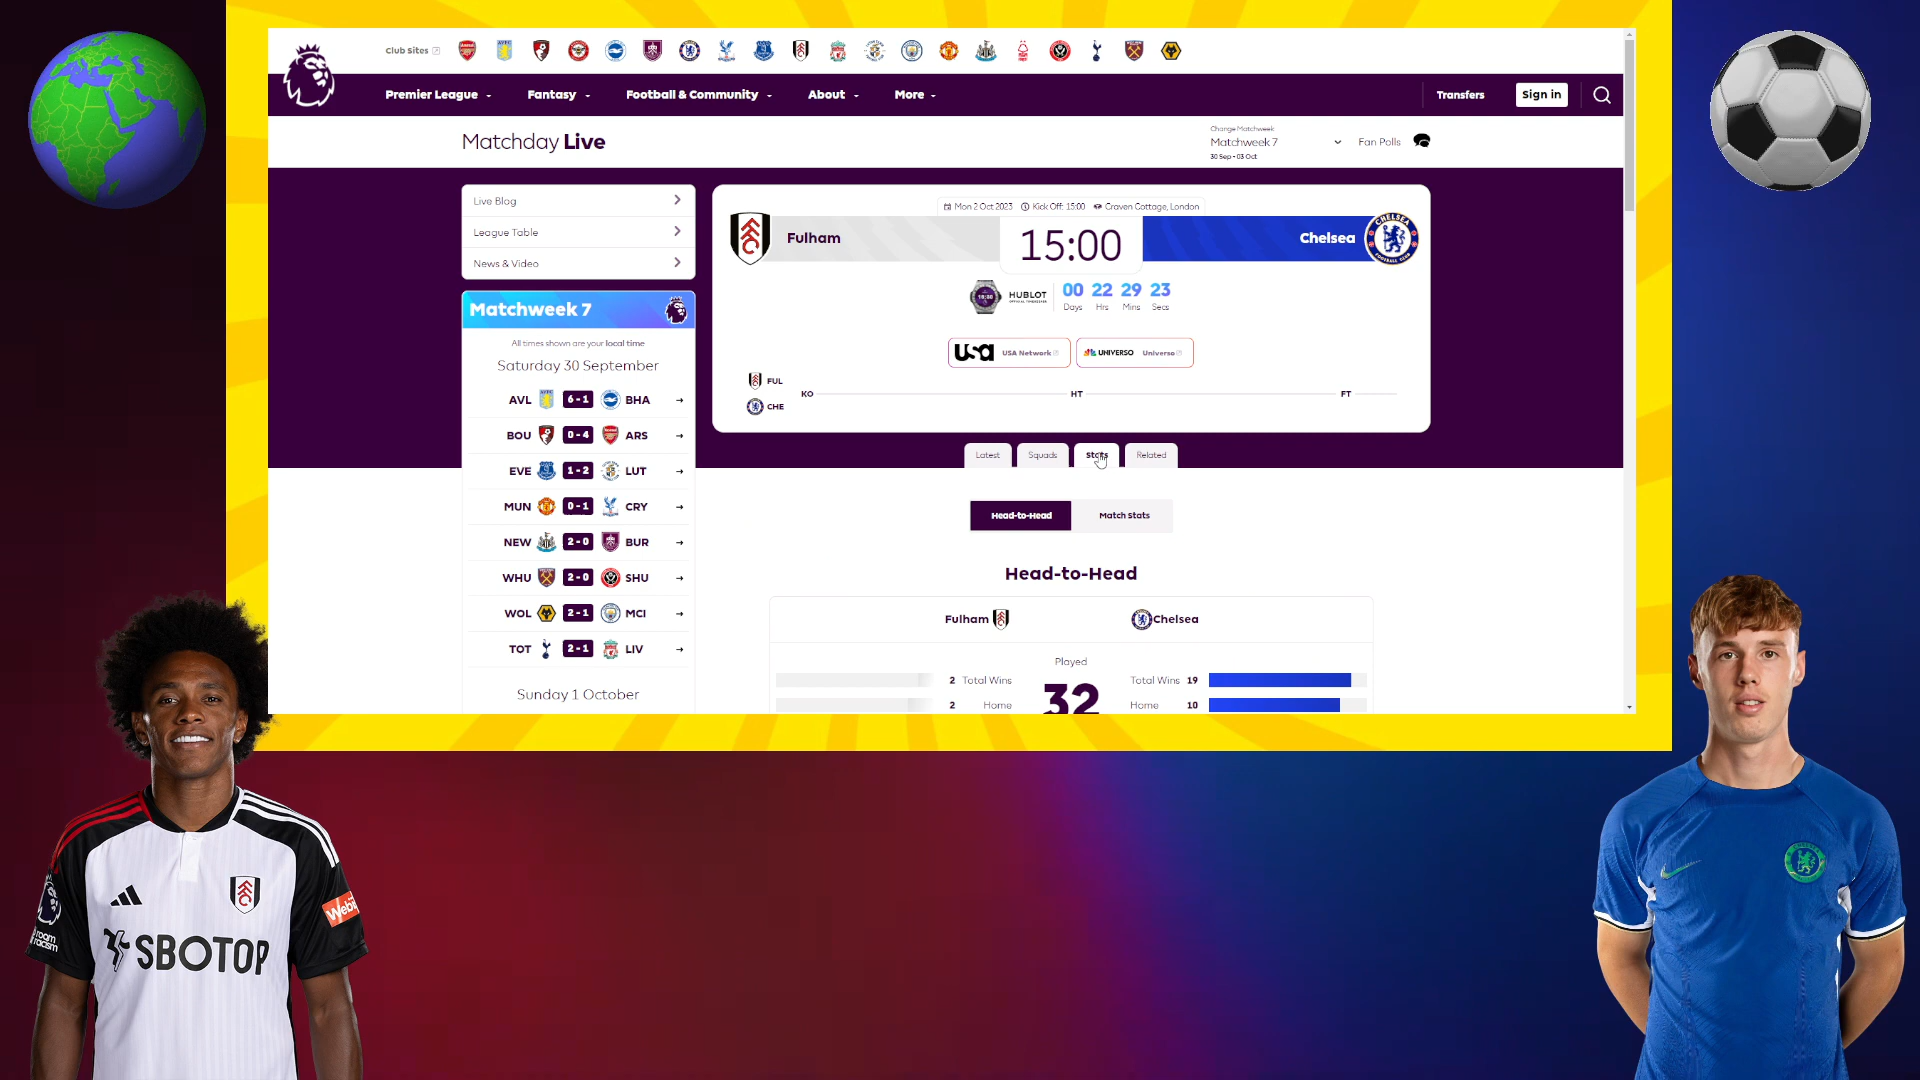 Club Sites
Premier League
Fantasy
Football & Community
About
More
Transfers
Sign in
Matchday Live
Change Matchweek
Matchweek 7
30 Sep - 03 Oct
Fan Polls
Live Blog
League Table
News & Video
Matchweek 7
All times shown are your local time
Saturday 30 September
AVL 6-1 BHA
BOU 0-4 ARS
EVE 1-2 LUT
MUN 0-1 CRY
NEW 2-0 BUR
WHU 2-0 SHU
WOL 2-1 MCI
TOT 2-1 LIV
Sunday 1 October
Mon 2 Oct 2023 Kick Off: 15:00 Craven Cottage, London
Fulham 15:00 Chelsea
HUBLOT
00 22 29 23
Days Hrs Mins Secs
usa USA Network
UNIVERSO Universo
FUL
CHE
KO HT FT
Latest Squads Stats Related
Head-to-Head Match Stats
Head-to-Head
Fulham Chelsea
Played
2 Total Wins 32 Total Wins 19
2 Home Home 10
SBOTOP